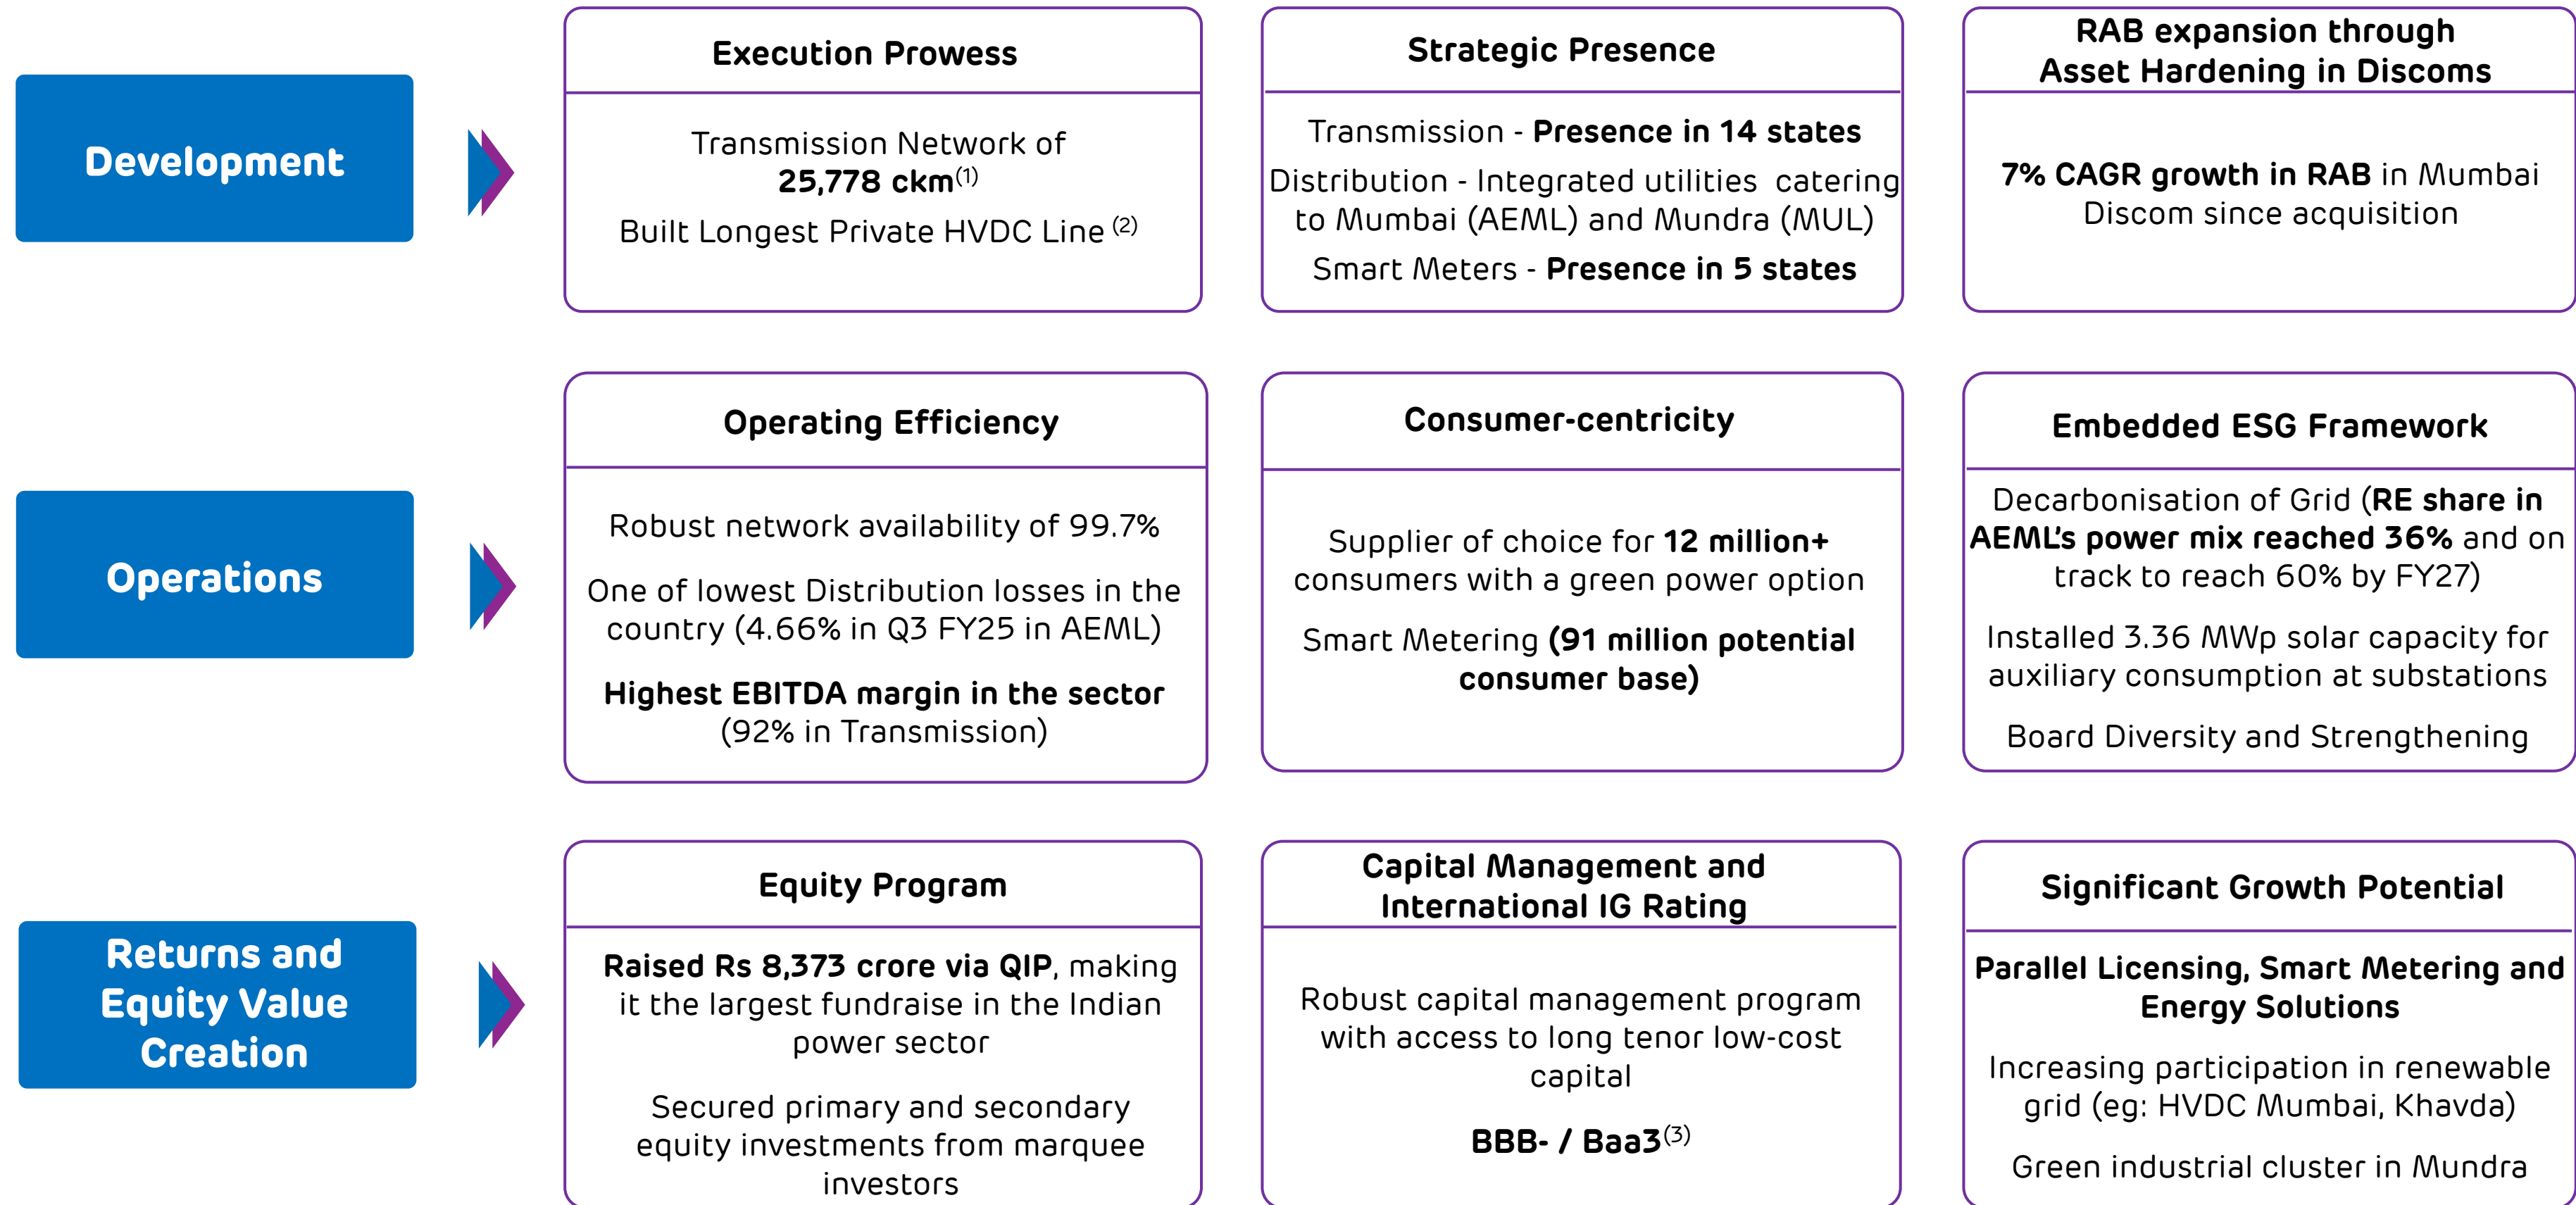 Development
Execution Prowess
Transmission Network of
25,778 ckm(1)
Built Longest Private HVDC Line (2)
Strategic Presence
Transmission - Presence in 14 states
Distribution - Integrated utilities catering
to Mumbai (AEML) and Mundra (MUL)
Smart Meters - Presence in 5 states
RAB expansion through
Asset Hardening in Discoms
7% CAGR growth in RAB in Mumbai
Discom since acquisition
Operations
Operating Efficiency
Robust network availability of 99.7%
One of lowest Distribution losses in the
country (4.66% in Q3 FY25 in AEML)
Highest EBITDA margin in the sector
(92% in Transmission)
Consumer-centricity
Supplier of choice for 12 million+
consumers with a green power option
Smart Metering (91 million potential
consumer base)
Embedded ESG Framework
Decarbonisation of Grid (RE share in
AEML's power mix reached 36% and on
track to reach 60% by FY27)
Installed 3.36 MWp solar capacity for
auxiliary consumption at substations
Board Diversity and Strengthening
Returns and
Equity Value
Creation
Equity Program
Raised Rs 8,373 crore via QIP, making
it the largest fundraise in the Indian
power sector
Secured primary and secondary
equity investments from marquee
investors
Capital Management and
International IG Rating
Robust capital management program
with access to long tenor low-cost
capital
BBB- / Baa3(3)
Significant Growth Potential
Parallel Licensing, Smart Metering and
Energy Solutions
Increasing participation in renewable
grid (eg: HVDC Mumbai, Khavda)
Green industrial cluster in Mundra